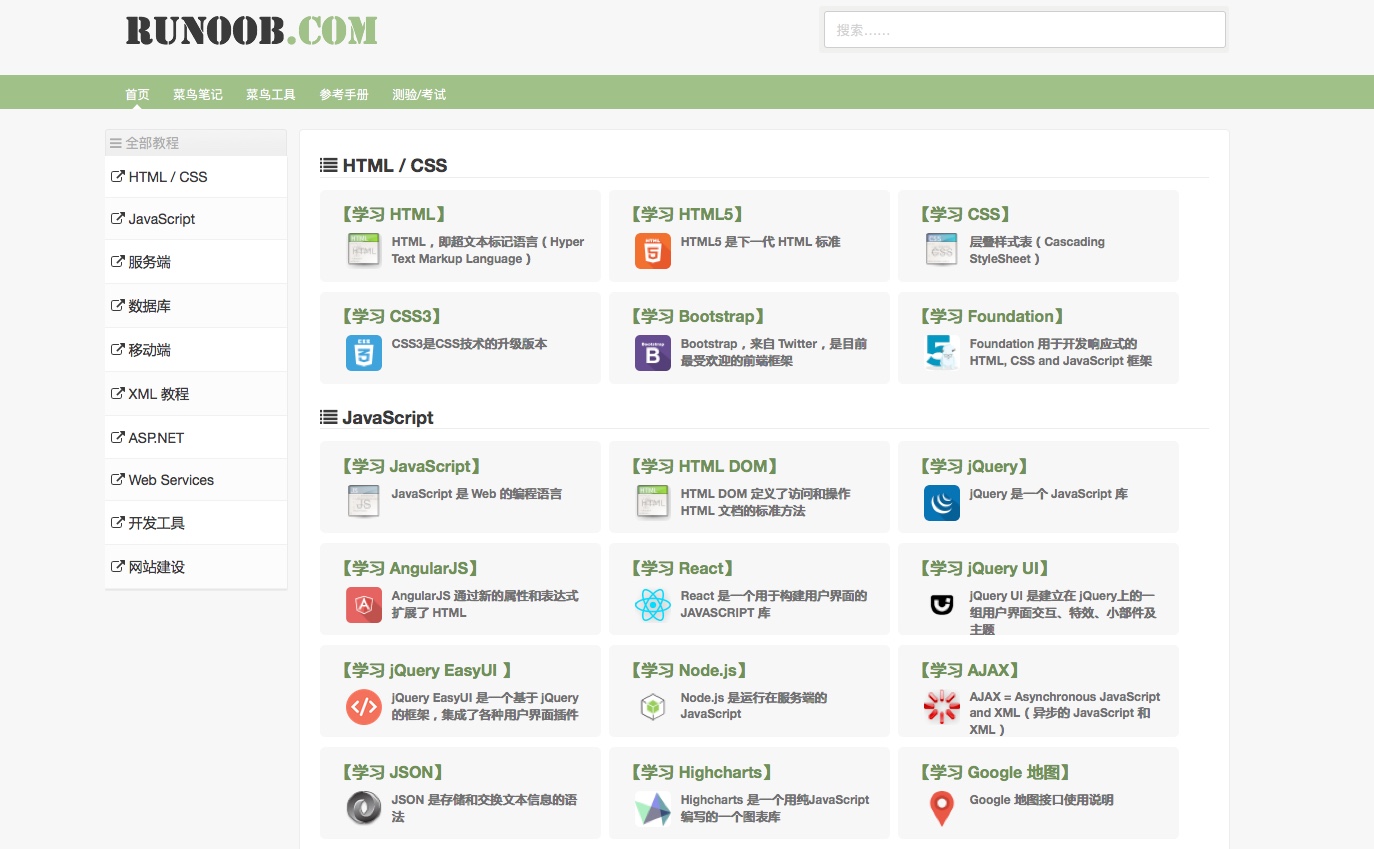 RUNOOB.COM
搜索......
首页 菜鸟笔记 菜鸟工具 参考手册 测验/考试
全部教程
HTML / CSS
JavaScript
服务端
数据库
移动端
XML 教程
ASP.NET
Web Services
开发工具
网站建设
HTML / CSS
【学习 HTML】
HTML，即超文本标记语言（Hyper
Text Markup Language）
【学习 HTML5】
HTML5 是下一代 HTML 标准
【学习 CSS】
层叠样式表（Cascading
StyleSheet）
【学习 CSS3】
CSS3是CSS技术的升级版本
【学习 Bootstrap】
Bootstrap，来自 Twitter，是目前
最受欢迎的前端框架
【学习 Foundation】
Foundation 用于开发响应式的
HTML, CSS and JavaScript 框架
JavaScript
【学习 JavaScript】
JavaScript 是 Web 的编程语言
【学习 HTML DOM】
HTML DOM 定义了访问和操作
HTML 文档的标准方法
【学习 jQuery】
jQuery 是一个 JavaScript 库
【学习 AngularJS】
AngularJS 通过新的属性和表达式
扩展了 HTML
【学习 React】
React 是一个用于构建用户界面的
JAVASCRIPT 库
【学习 jQuery UI】
jQuery UI 是建立在 jQuery上的一
组用户界面交互、特效、小部件及
主题
【学习 jQuery EasyUI 】
jQuery EasyUI 是一个基于 jQuery
的框架，集成了各种用户界面插件
【学习 Node.js】
Node.js 是运行在服务端的
JavaScript
【学习 AJAX】
AJAX = Asynchronous JavaScript
and XML（异步的 JavaScript 和
XML）
【学习 JSON】
JSON 是存储和交换文本信息的语
法
【学习 Highcharts】
Highcharts 是一个用纯JavaScript
编写的一个图表库
【学习 Google 地图】
Google 地图接口使用说明